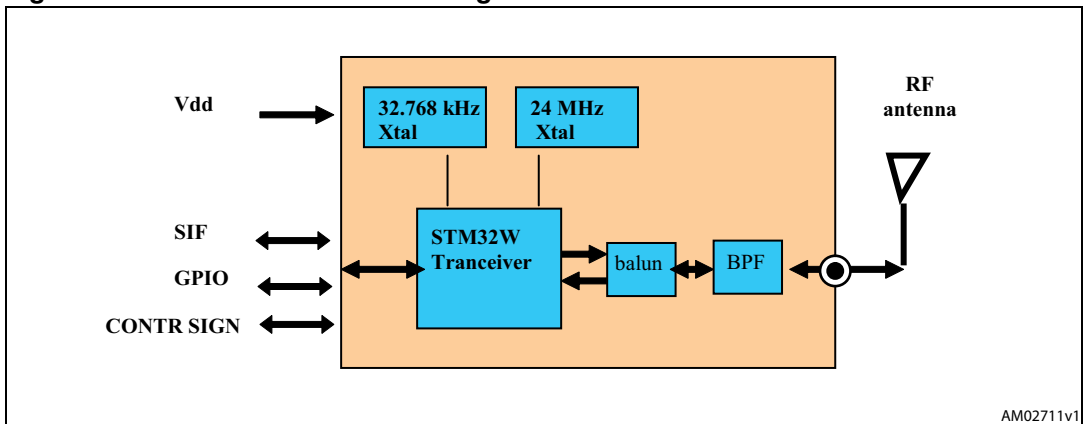 Vdd
32.768 kHz
Xtal
24 MHz
Xtal
RF
antenna
SIF
GPIO
CONTR SIGN
STM32W
Tranceiver
balun
BPF
AM02711v1